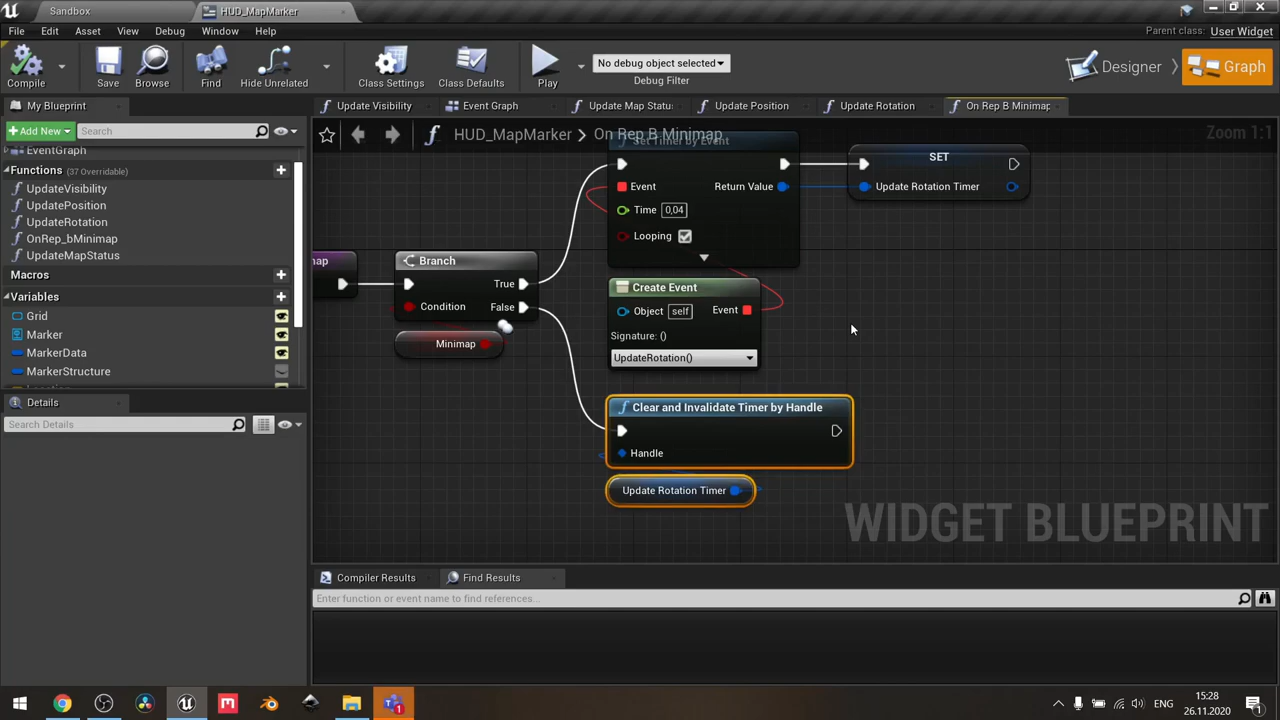 Sandbox
HUD_MapMarker
File Edit Asset View Debug Window Help
Parent class: User Widget
Compile
Save
Browse
Find
Hide Unrelated
Class Settings
Class Defaults
Play
No debug object selected
Debug Filter
Designer
Graph
My Blueprint
Update Visibility
Event Graph
Update Map Statu
Update Position
Update Rotation
On Rep B Minimap
Add New
Search
HUD_MapMarker > On Rep B Minimap
Zoom 1:1
EventGraph
Functions (37 Overridable)
UpdateVisibility
UpdatePosition
UpdateRotation
OnRep_bMinimap
UpdateMapStatus
Macros
Variables
Grid
Marker
MarkerData
MarkerStructure
Location
Details
Search Details
map
Branch
True
Condition
False
Minimap
Set Timer by Event
Event
Return Value
Time 0,04
Looping
SET
Update Rotation Timer
Create Event
Object self
Event
Signature: ()
UpdateRotation()
Clear and Invalidate Timer by Handle
Handle
Update Rotation Timer
WIDGET BLUEPRINT
Compiler Results
Find Results
Enter function or event name to find references...
ENG
15:28
26.11.2020